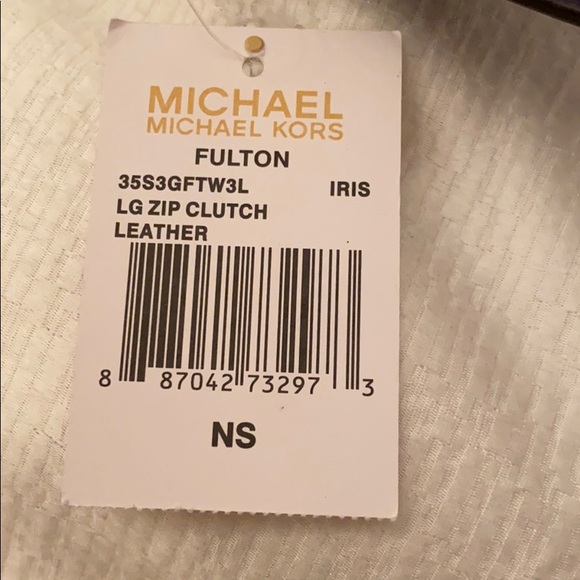 MICHAEL
MICHAEL KORS
FULTON
35S3GFTW3L IRIS
LG ZIP CLUTCH
LEATHER
8 87042 73297 3
NS